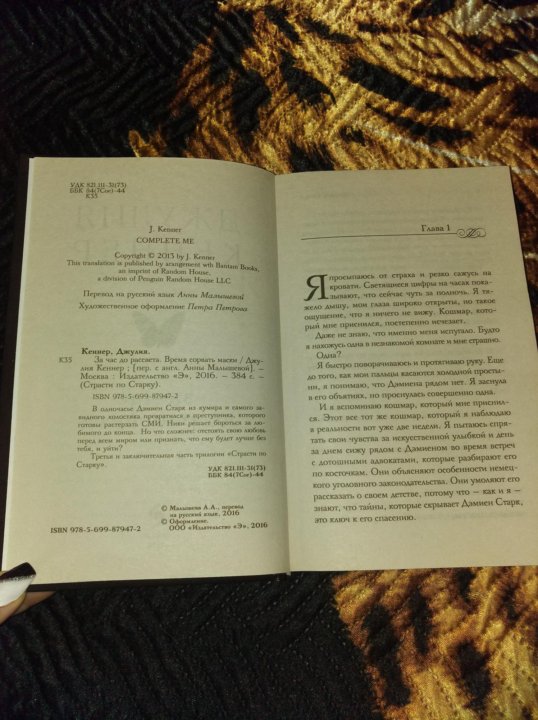 УДК 821.111-31(73)
ББК 84(7Сое)-44
К35
J. Kenner
COMPLETE ME
Copyright © 2013 by J. Kenner
This translation is published by arangement wth Bantam Books,
an imprint of Random House,
a division of Penguin Random House LLC
Перевод на русский язык Анны Малышевой
Художественное оформление Петра Петрова
Кеннер, Джулия.
К35 За час до рассвета. Время сорвать маски / Джу-
лия Кеннер ; [пер. с англ. Анны Малышевой]. —
Москва : Издательство «Э», 2016. — 384 с. —
(Страсти по Старку).
ISBN 978-5-699-87947-2
В одночасье Дэмиен Старк из кумира и самого за-
видного холостяка превратился в преступника, которого
готовы растерзать СМИ. Никки решает бороться за лю-
бимого до конца. Но что сложнее: отстоять свою любовь
перед всем миром или признать, что ему будет лучше без
тебя, и уйти?
Третья и заключительная часть трилогии «Страсти по
Старку».
УДК 821.111-31(73)
ББК 84(7Сое)-44
© Малышева А.А., перевод
на русский язык, 2016
© Оформление.
ООО «Издательство «Э», 2016
ISBN 978-5-699-87947-2
Глава 1
Я просыпаюсь от страха и резко сажусь на
кровати. Светящиеся цифры на часах пока-
зывают, что сейчас чуть за полночь. Я тя-
жело дышу, мои глаза широко открыты, но такое
ощущение, что я ничего не вижу. Кошмар, кото-
рый мне приснился, постепенно исчезает.
Даже не знаю, что именно меня испугало. Будто
я нахожусь одна в незнакомой комнате и мне страшно.
Одна?
Я быстро поворачиваюсь и протягиваю руку. Еще
до того, как мои пальцы касаются холодной просты-
ни, я понимаю, что Дэмиена рядом нет. Я заснула
в его объятиях, но проснулась совершенно одна.
И я вспоминаю кошмар, который мне приснил-
ся. Этот все тот же кошмар, который я наблюдаю
в реальности вот уже две недели. Я пытаюсь спря-
тать свои чувства за искусственной улыбкой и день
за днем сижу рядом с Дэмиеном во время встреч
с дотошными адвокатами, которые разбирают его
по косточкам. Они объясняют особенности немец-
кого уголовного законодательства. Они умоляют его
рассказать о своем детстве, потому что — как и я —
знают, что тайны, которые скрывает Дэмиен Старк,
это ключ к его спасению.